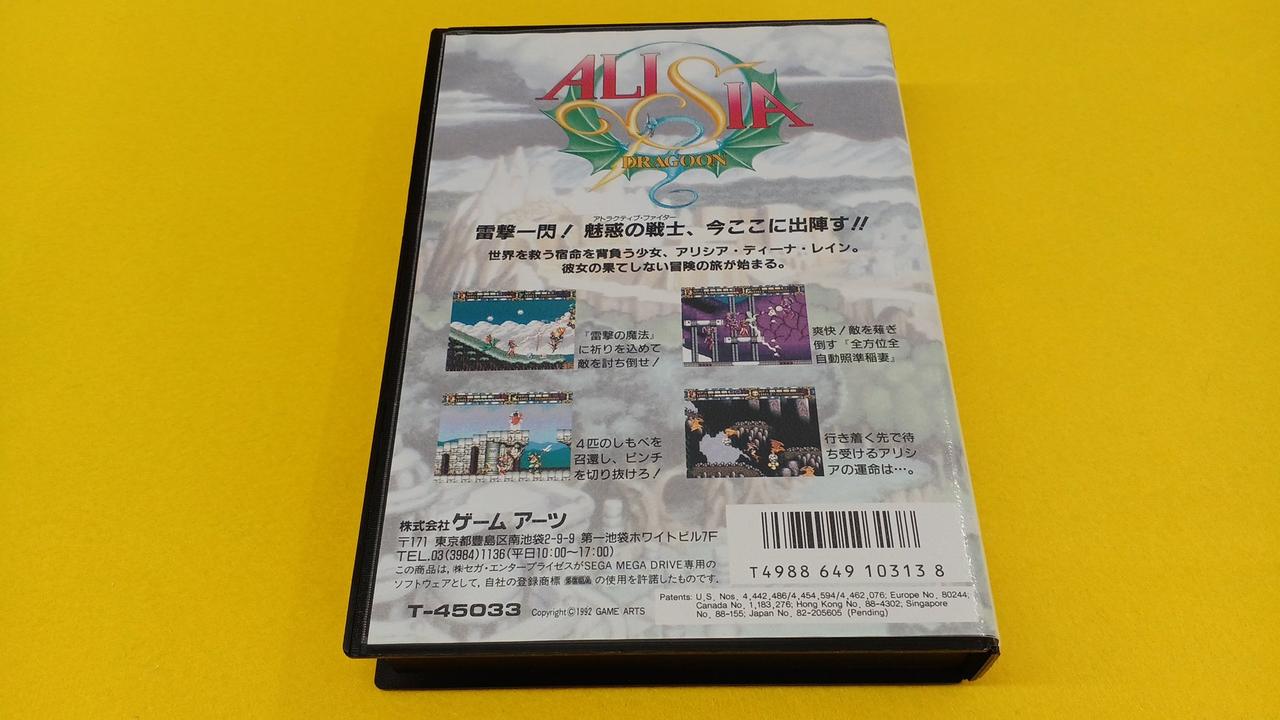 ALISIA
DRAGOON
アトラクティブ・ファイター
雷撃一閃！魅惑の戦士、今ここに出陣す!!
世界を救う宿命を背負う少女、アリシア・ディーナ・レイン。
彼女の果てしない冒険の旅が始まる。
『雷撃の魔法』
に祈りを込めて
敵を討ち倒せ！
爽快！敵を薙ぎ
倒す『全方位全
自動照準稲妻』
4匹のしもべを
召還し、ピンチ
を切り抜けろ！
行き着く先で待
ち受けるアリシ
アの運命は…。
株式会社ゲームアーツ
〒171 東京都豊島区南池袋2-9-9 第一池袋ホワイトビル7F
TEL.03(3984)1136(平日10:00〜17:00)
この商品は、㈱セガ・エンタープライゼスがSEGA MEGA DRIVE専用の
ソフトウェアとして、自社の登録商標 SEGA の使用を許諾したものです。
T-45033 Copyright©1992 GAME ARTS
T4988 649 10313 8
Patents: U.S. Nos. 4,442,486/4,454,594/4,462,076; Europe No. 80244;
Canada No. 1,183,276; Hong Kong No. 88-4302; Singapore
No. 88-155; Japan No. 82-205605 (Pending)